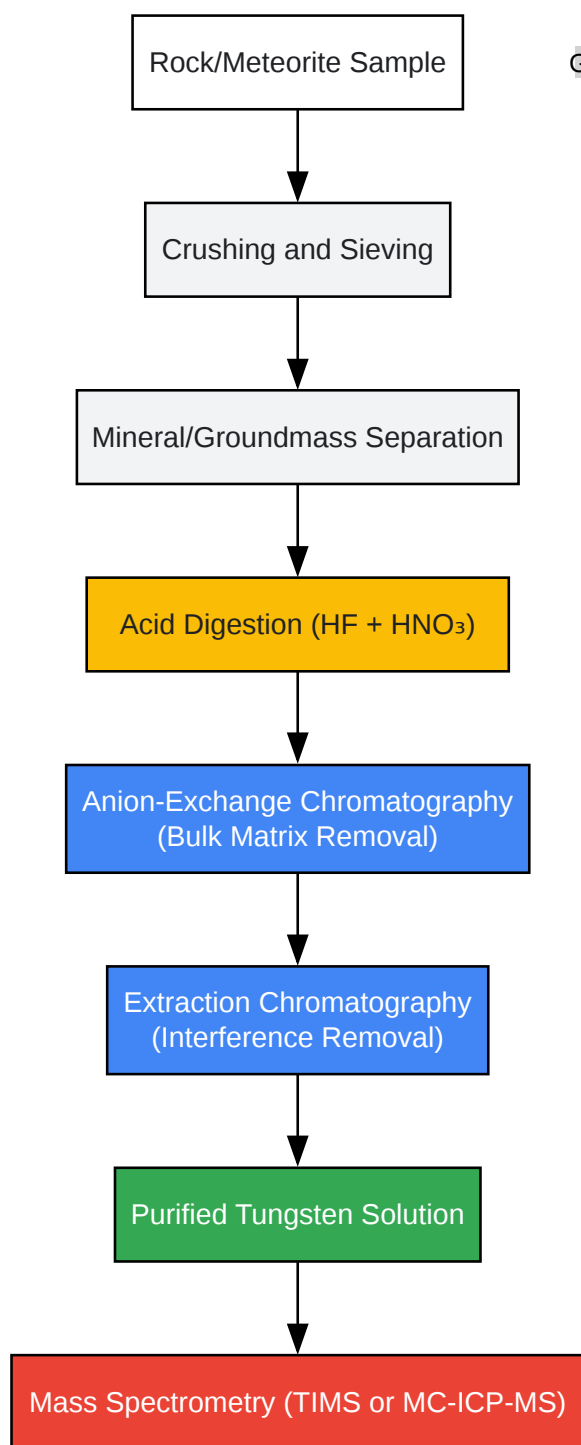 Rock/Meteorite Sample
Crushing and Sieving
Mineral/Groundmass Separation
Acid Digestion (HF + HNO₃)
Anion-Exchange Chromatography
(Bulk Matrix Removal)
Extraction Chromatography
(Interference Removal)
Purified Tungsten Solution
Mass Spectrometry (TIMS or MC-ICP-MS)